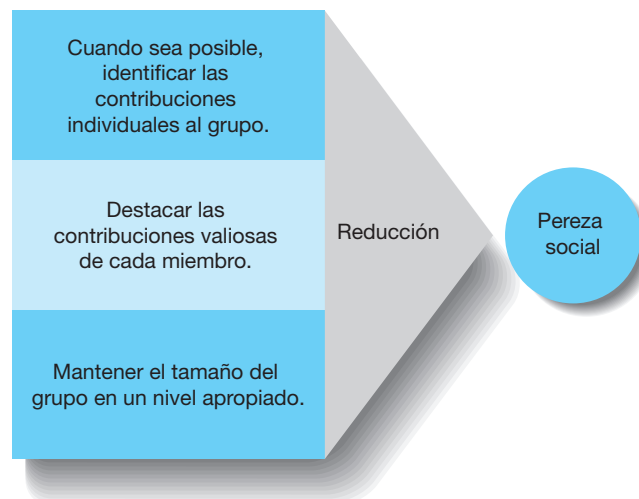 Cuando sea posible,
identificar las
contribuciones
individuales al grupo.
Destacar las
contribuciones valiosas
de cada miembro.
Mantener el tamaño del
grupo en un nivel apropiado.
Reducción
Pereza
social